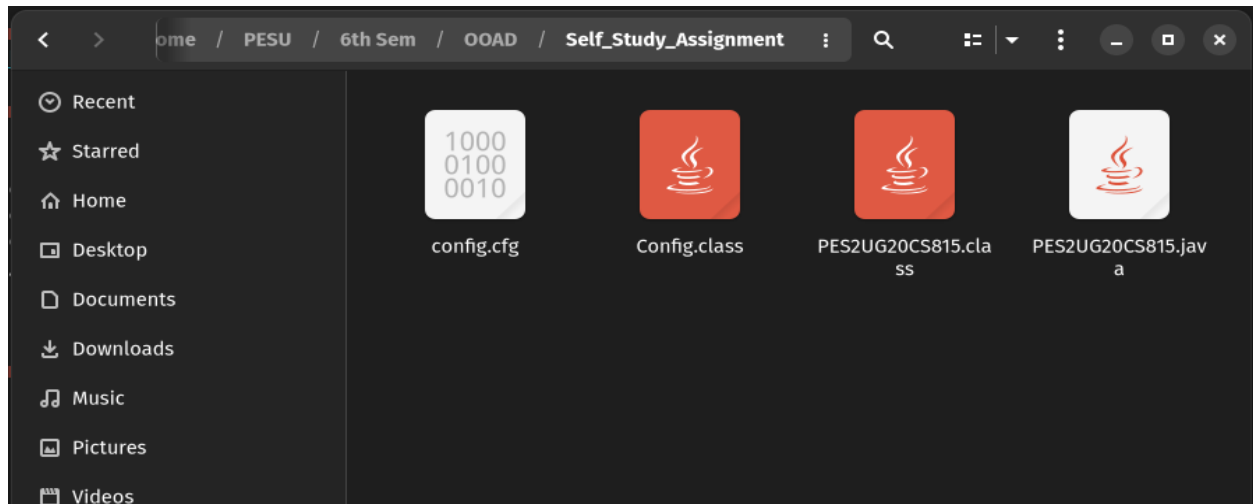 ome / PESU / 6th Sem / OOAD / Self_Study_Assignment
Recent
Starred
Home
Desktop
Documents
Downloads
Music
Pictures
Videos
1000
0100
0010
config.cfg
Config.class
PES2UG20CS815.cla
ss
PES2UG20CS815.jav
a